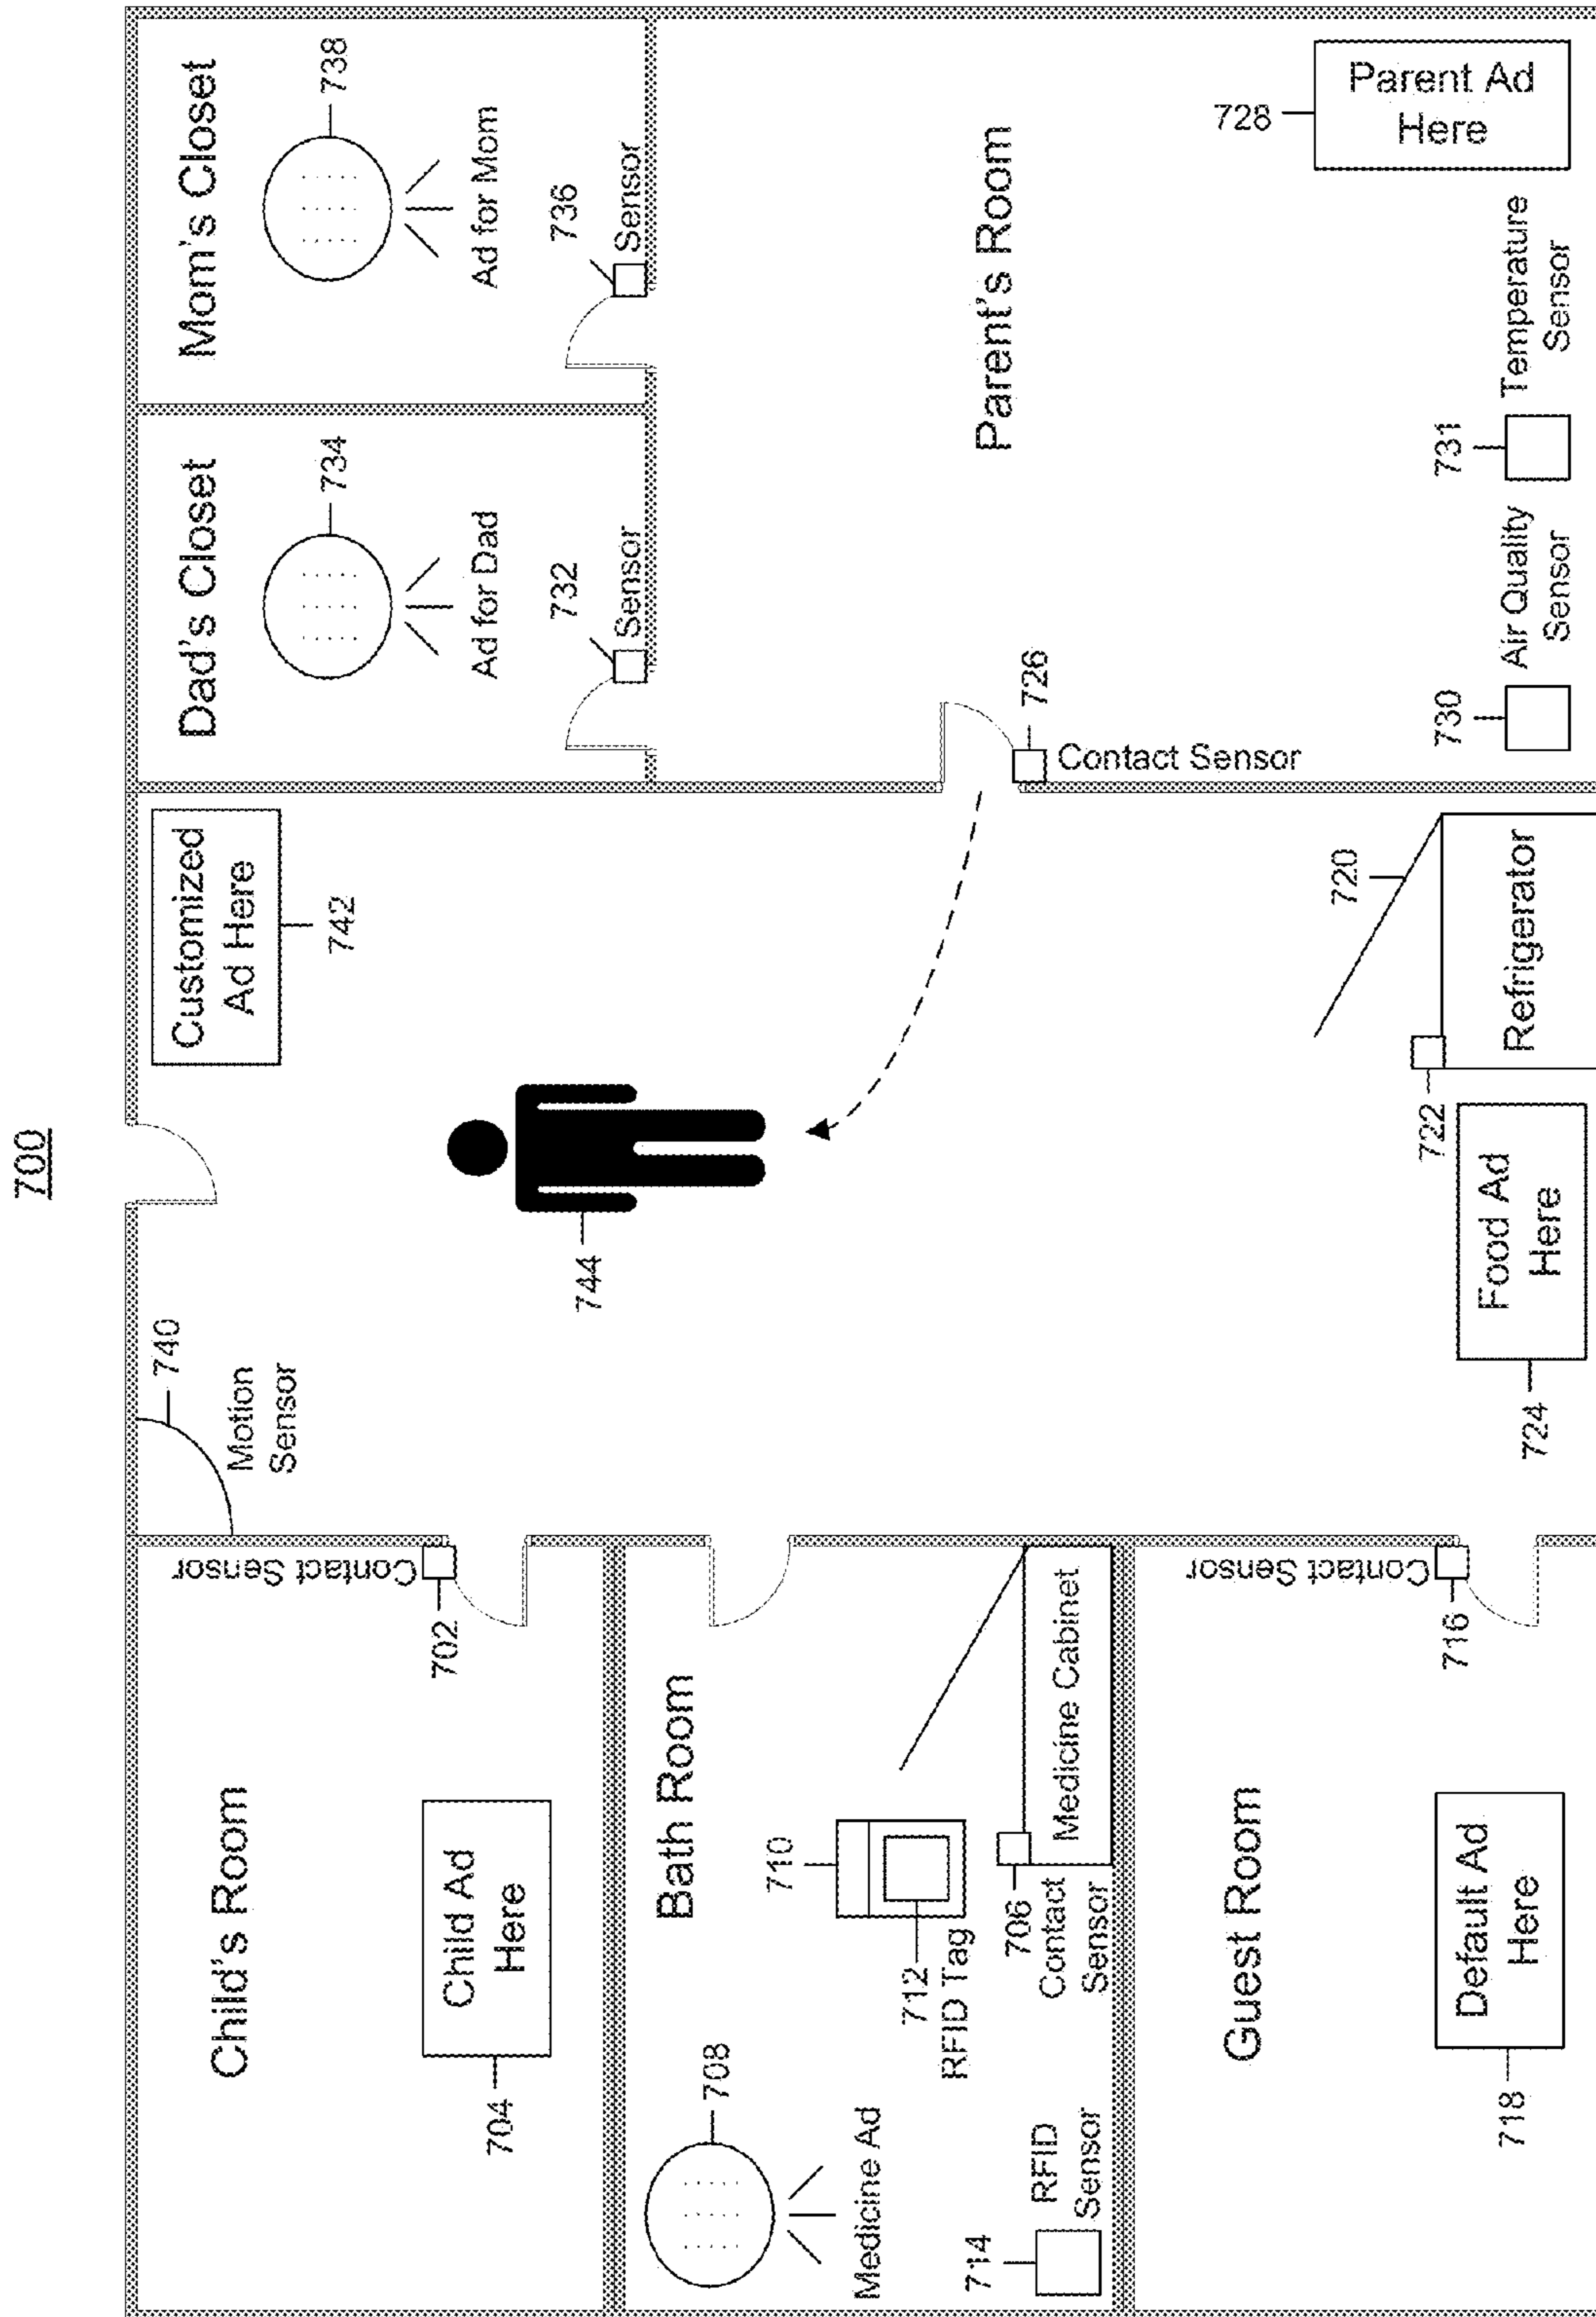 700
Child's Room
Contact Sensor
702
Child Ad
Here
704
Motion
Sensor
740
Customized
Ad Here
742
Dad's Closet
734
Ad for Dad
732
Sensor
Mom's Closet
738
Ad for Mom
736
Sensor
744
Bath Room
708
Medicine Ad
710
712
RFID Tag
706
Contact
Sensor
Medicine Cabinet
714
RFID
Sensor
Parent's Room
726
Contact Sensor
728
Parent Ad
Here
730
Air Quality
Sensor
731
Temperature
Sensor
Guest Room
Contact Sensor
716
Default Ad
Here
718
720
722
Refrigerator
Food Ad
Here
724